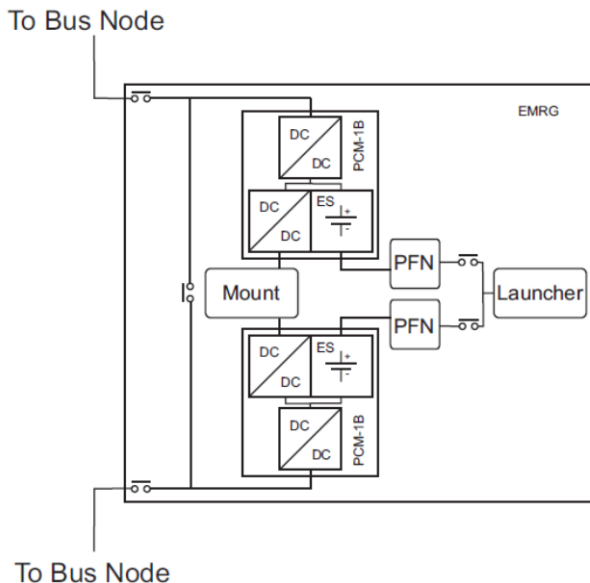 To Bus Node
EMRG
DC
DC
PCM-1B
DC
DC
ES
+
-
PFN
Mount
Launcher
PFN
DC
DC
ES
+
-
DC
DC
PCM-1B
To Bus Node